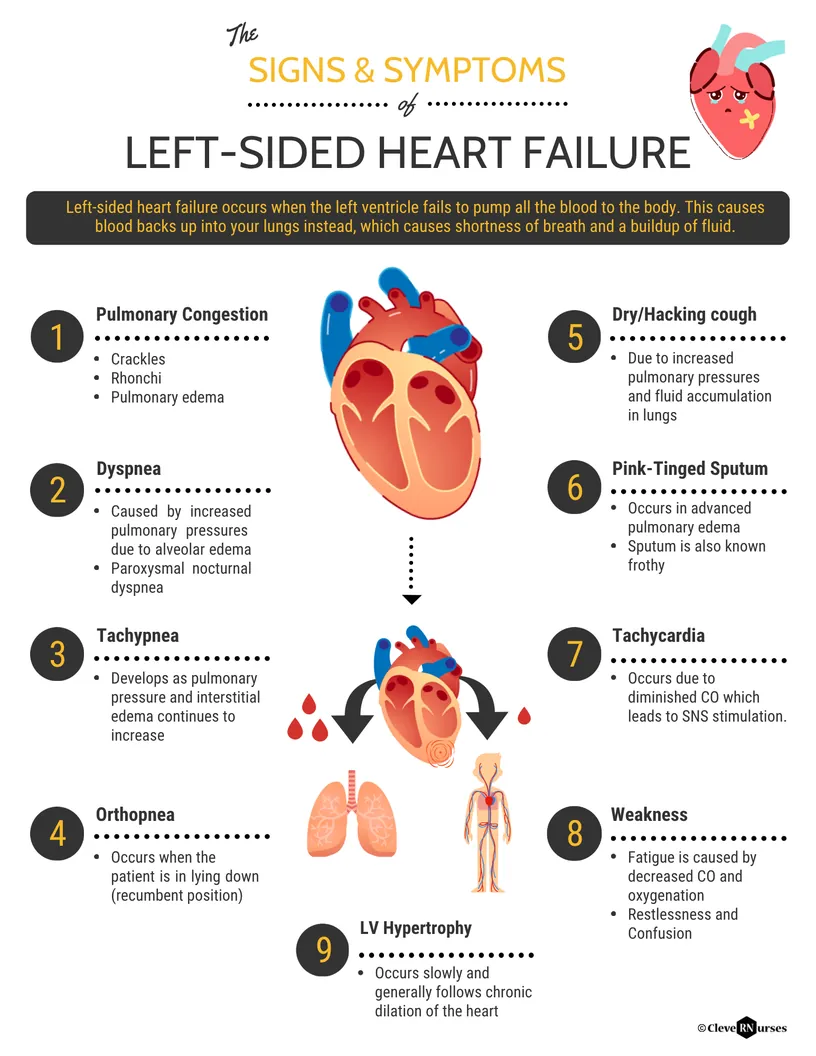 The
SIGNS & SYMPTOMS
of
LEFT-SIDED HEART FAILURE
Left-sided heart failure occurs when the left ventricle fails to pump all the blood to the body. This causes
blood backs up into your lungs instead, which causes shortness of breath and a buildup of fluid.
1
Pulmonary Congestion
• Crackles
• Rhonchi
• Pulmonary edema
2
Dyspnea
• Caused by increased
pulmonary pressures
due to alveolar edema
• Paroxysmal nocturnal
dyspnea
3
Tachypnea
• Develops as pulmonary
pressure and interstitial
edema continues to
increase
4
Orthopnea
• Occurs when the
patient is in lying down
(recumbent position)
5
Dry/Hacking cough
• Due to increased
pulmonary pressures
and fluid accumulation
in lungs
6
Pink-Tinged Sputum
• Occurs in advanced
pulmonary edema
• Sputum is also known
frothy
7
Tachycardia
• Occurs due to
diminished CO which
leads to SNS stimulation.
8
Weakness
• Fatigue is caused by
decreased CO and
oxygenation
• Restlessness and
Confusion
9
LV Hypertrophy
• Occurs slowly and
generally follows chronic
dilation of the heart
©CleveRNurses